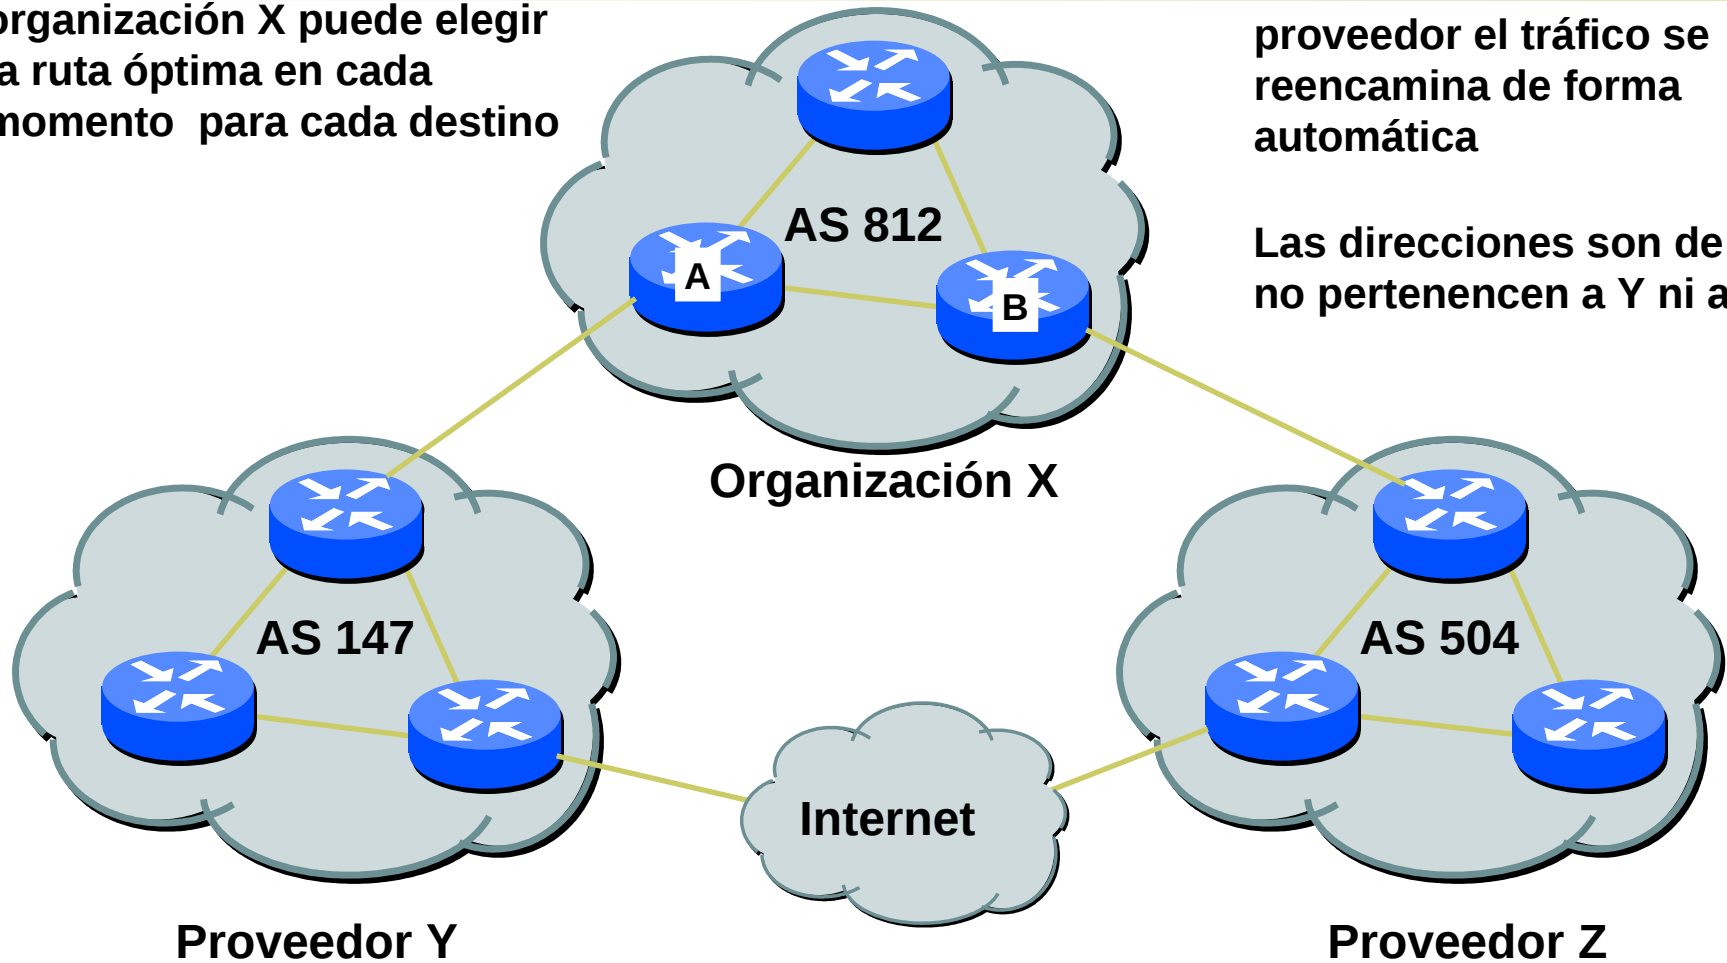 organización X puede elegir
a ruta óptima en cada
momento para cada destino
proveedor el tráfico se
reencamina de forma
automática
Las direcciones son de
no pertenencen a Y ni a
AS 812
A
B
Organización X
AS 147
AS 504
Internet
Proveedor Y
Proveedor Z